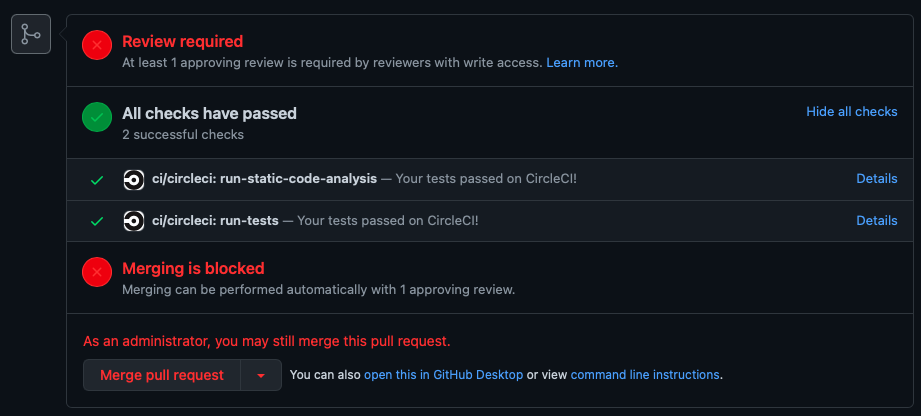 Review required
At least 1 approving review is required by reviewers with write access. Learn more.
All checks have passed
Hide all checks
2 successful checks
ci/circleci: run-static-code-analysis — Your tests passed on CircleCI!
Details
ci/circleci: run-tests — Your tests passed on CircleCI!
Details
Merging is blocked
Merging can be performed automatically with 1 approving review.
As an administrator, you may still merge this pull request.
Merge pull request
You can also open this in GitHub Desktop or view command line instructions.